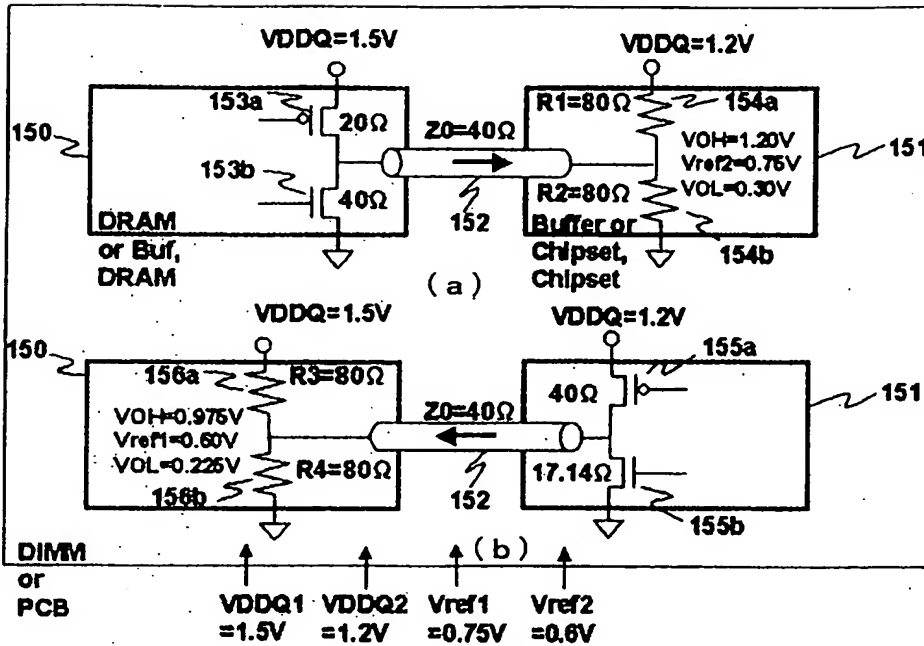 VDDQ=1.5V
VDDQ=1.2V
153a
20Ω
150
153b
40Ω
DRAM
or Buf,
DRAM
Z0=40Ω
152
R1=80Ω
154a
VOH=1.20V
Vref2=0.75V
VOL=0.30V
151
R2=80Ω
Buffer or
Chipset,
Chipset
154b
(a)
VDDQ=1.5V
VDDQ=1.2V
150
156a
R3=80Ω
VOH=0.975V
Vref1=0.60V
VOL=0.225V
R4=80Ω
156b
Z0=40Ω
152
155a
40Ω
151
17.14Ω
155b
(b)
DIMM
or
PCB
VDDQ1
=1.5V
VDDQ2
=1.2V
Vref1
=0.75V
Vref2
=0.6V